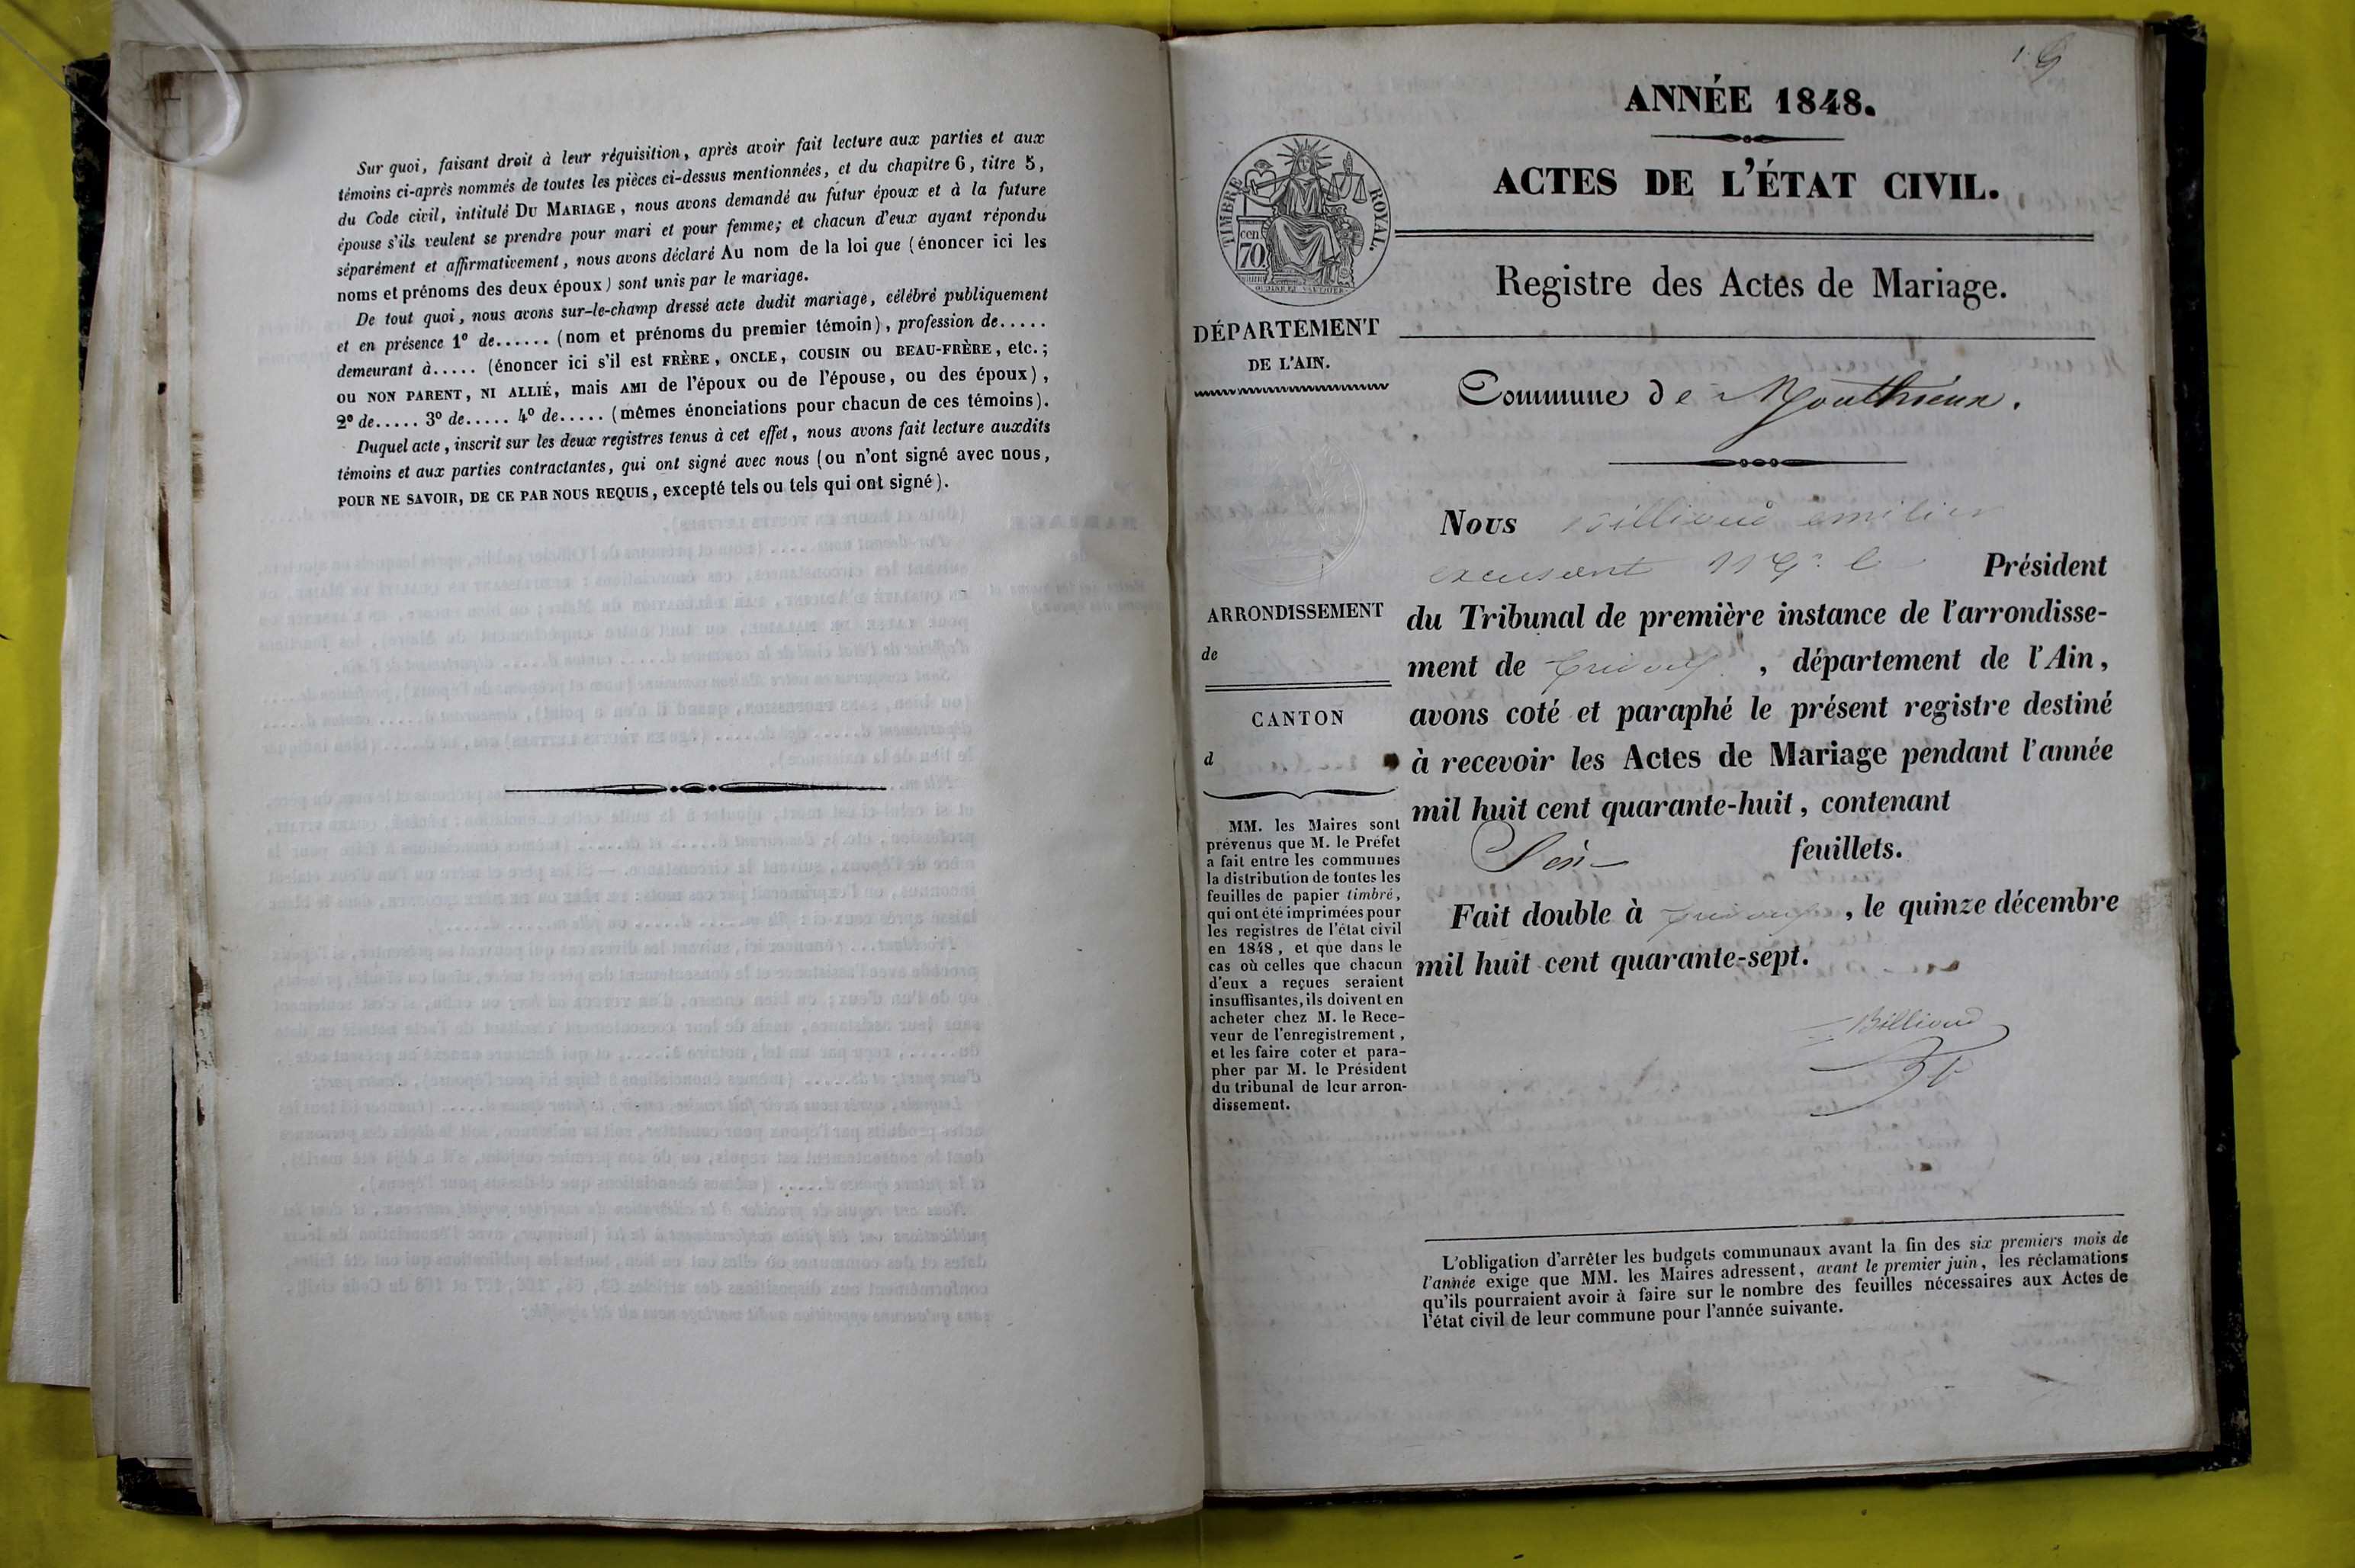 Sur quoi, faisant droit à leur réquisition, après avoir fait lecture aux parties et aux
témoins ci-après nommés de toutes les pièces ci-dessus mentionnées, et du chapitre 6, titre 5,
du Code civil, intitulé DU MARIAGE, nous avons demandé au futur époux et à la future
épouse s'ils veulent se prendre pour mari et pour femme; et chacun d'eux ayant répondu
séparément et affirmativement, nous avons déclaré Au nom de la loi que (énoncer ici les
noms et prénoms des deux époux) sont unis par le mariage.
De tout quoi, nous avons sur-le-champ dressé acte dudit mariage, célébré publiquement
et en présence 1º de...... (nom et prénoms du premier témoin), profession de.....
demeurant à..... (énoncer ici s'il est FRÈRE, ONCLE, COUSIN OU BEAU-FRÈRE, etc.;
OU NON PARENT, NI ALLIÉ, mais AMI de l'époux ou de l'épouse, ou des époux),
2º de..... 3º de..... 4º de..... (mêmes énonciations pour chacun de ces témoins).
Duquel acte, inscrit sur les deux registres tenus à cet effet, nous avons fait lecture auxdits
témoins et aux parties contractantes, qui ont signé avec nous (ou n'ont signé avec nous,
POUR NE SAVOIR, DE CE PAR NOUS REQUIS, excepté tels ou tels qui ont signé).
ANNÉE 1848.
ACTES DE L'ÉTAT CIVIL.
Registre des Actes de Mariage.
TIMBRE ROYAL.
cen
70.
DÉPARTEMENT
DE L'AIN.
Commune de Monthieux.
ARRONDISSEMENT
de
CANTON
d
MM. les Maires sont
prévenus que M. le Préfet
a fait entre les communes
la distribution de toutes les
feuilles de papier timbré,
qui ont été imprimées pour
les registres de l'état civil
en 1848, et que dans le
cas où celles que chacun
d'eux a reçues seraient
insuffisantes, ils doivent en
acheter chez M. le Rece-
veur de l'enregistrement,
et les faire coter et para-
pher par M. le Président
du tribunal de leur arron-
dissement.
Nous Billioud emilien
Président
du Tribunal de première instance de l'arrondisse-
ment de Trévoux, département de l'Ain,
avons coté et paraphé le présent registre destiné
à recevoir les Actes de Mariage pendant l'année
mil huit cent quarante-huit, contenant
Six feuillets.
Fait double à Trévoux, le quinze décembre
mil huit cent quarante-sept.
Billioud
L'obligation d'arrêter les budgets communaux avant la fin des six premiers mois de
l'année exige que MM. les Maires adressent, avant le premier juin, les réclamations
qu'ils pourraient avoir à faire sur le nombre des feuilles nécessaires aux Actes de
l'état civil de leur commune pour l'année suivante.